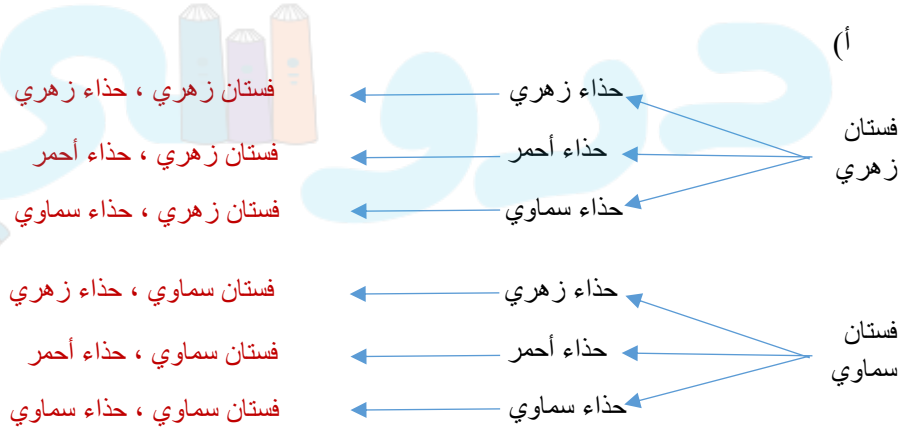 أ)
فستان زهري
حذاء زهري
فستان زهري ، حذاء زهري
حذاء أحمر
فستان زهري ، حذاء أحمر
حذاء سماوي
فستان زهري ، حذاء سماوي
فستان سماوي
حذاء زهري
فستان سماوي ، حذاء زهري
حذاء أحمر
فستان سماوي ، حذاء أحمر
حذاء سماوي
فستان سماوي ، حذاء سماوي